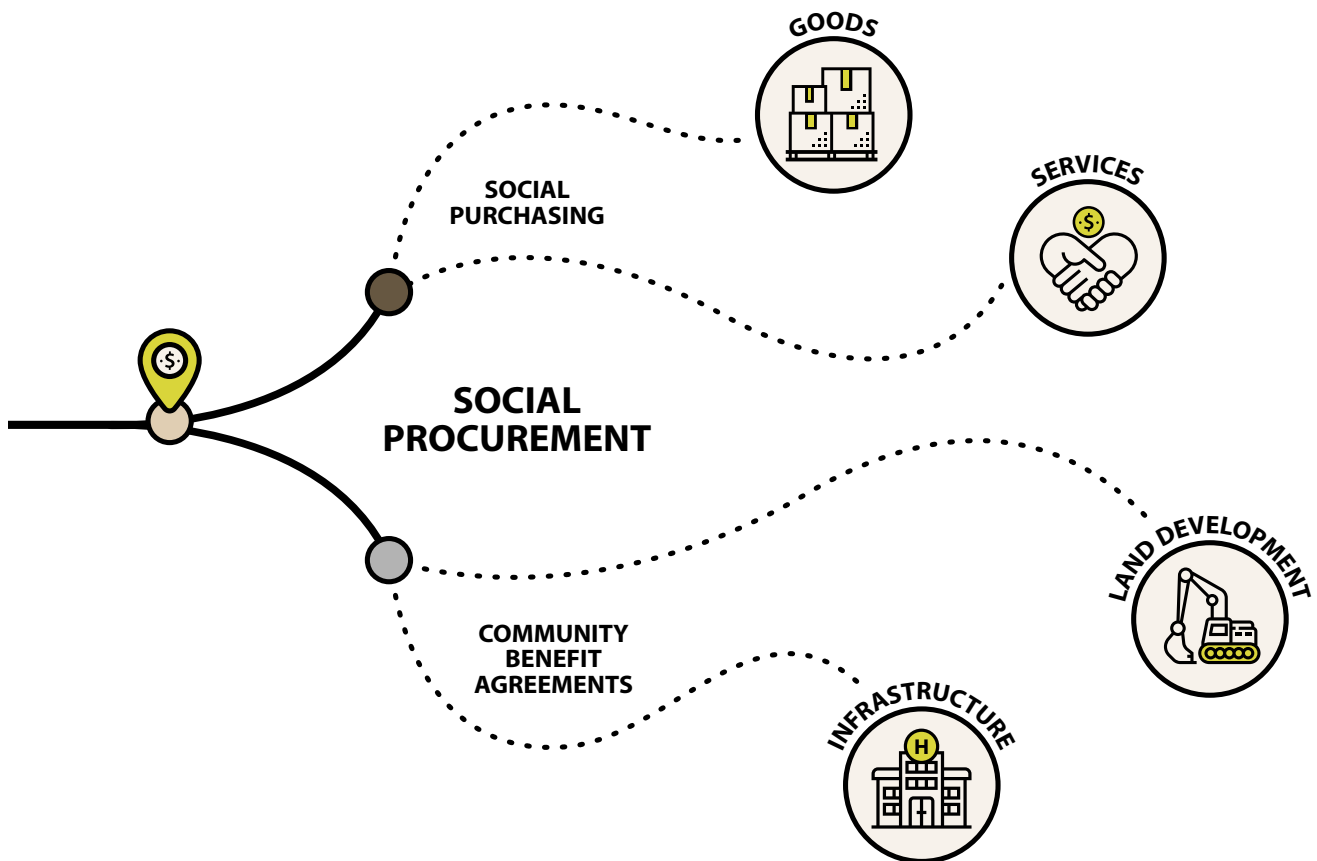 GOODS
SERVICES
SOCIAL
PURCHASING
$
$
SOCIAL
PROCUREMENT
LAND DEVELOPMENT
COMMUNITY
BENEFIT
AGREEMENTS
INFRASTRUCTURE
H